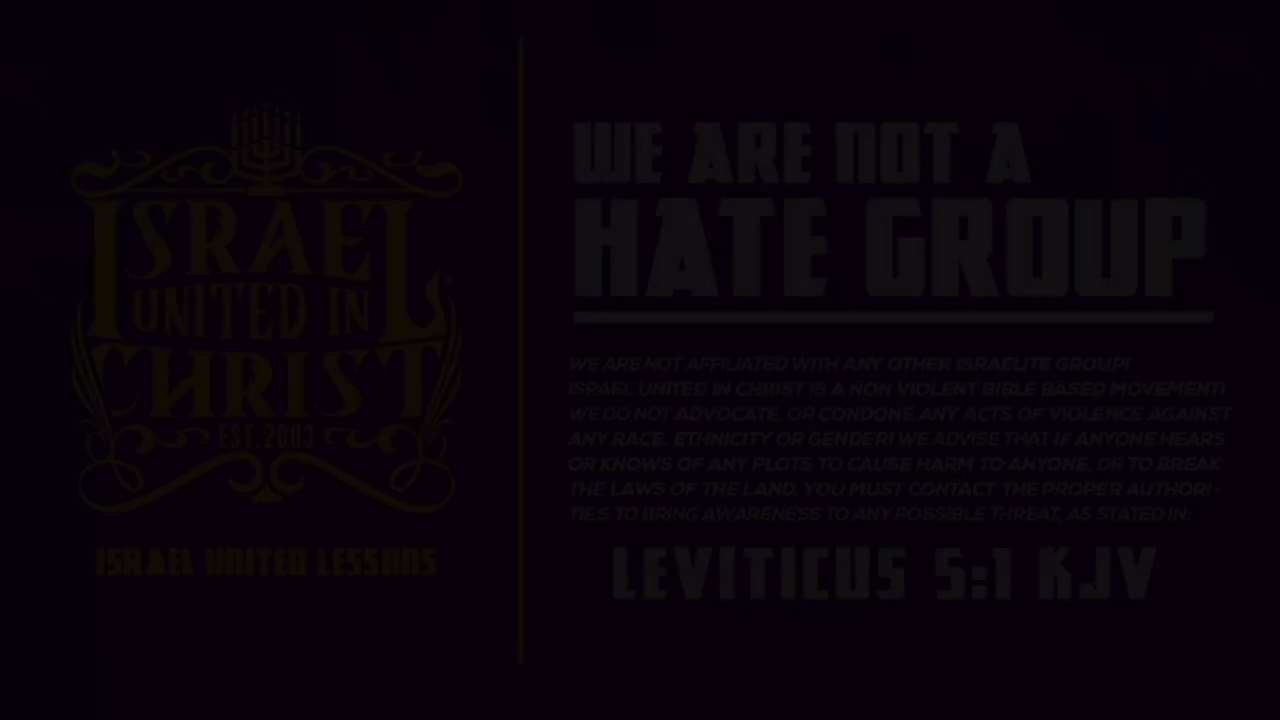 ISRAEL
UNITED IN
CHRIST
EST. 2003
ISRAEL UNITED LESSONS
WE ARE NOT A
HATE GROUP
WE ARE NOT AFFILIATED WITH ANY OTHER ISRAELITE GROUP!
ISRAEL UNITED IN CHRIST IS A NON VIOLENT BIBLE BASED MOVEMENT!
WE DO NOT ADVOCATE, OR CONDONE ANY ACTS OF VIOLENCE AGAINST
ANY RACE, ETHNICITY OR GENDER! WE ADVISE THAT IF ANYONE HEARS
OR KNOWS OF ANY PLOTS TO CAUSE HARM TO ANYONE, OR TO BREAK
THE LAWS OF THE LAND; YOU MUST CONTACT THE PROPER AUTHORI-
TIES TO BRING AWARENESS TO ANY POSSIBLE THREAT, AS STATED IN:
LEVITICUS 5:1 KJV